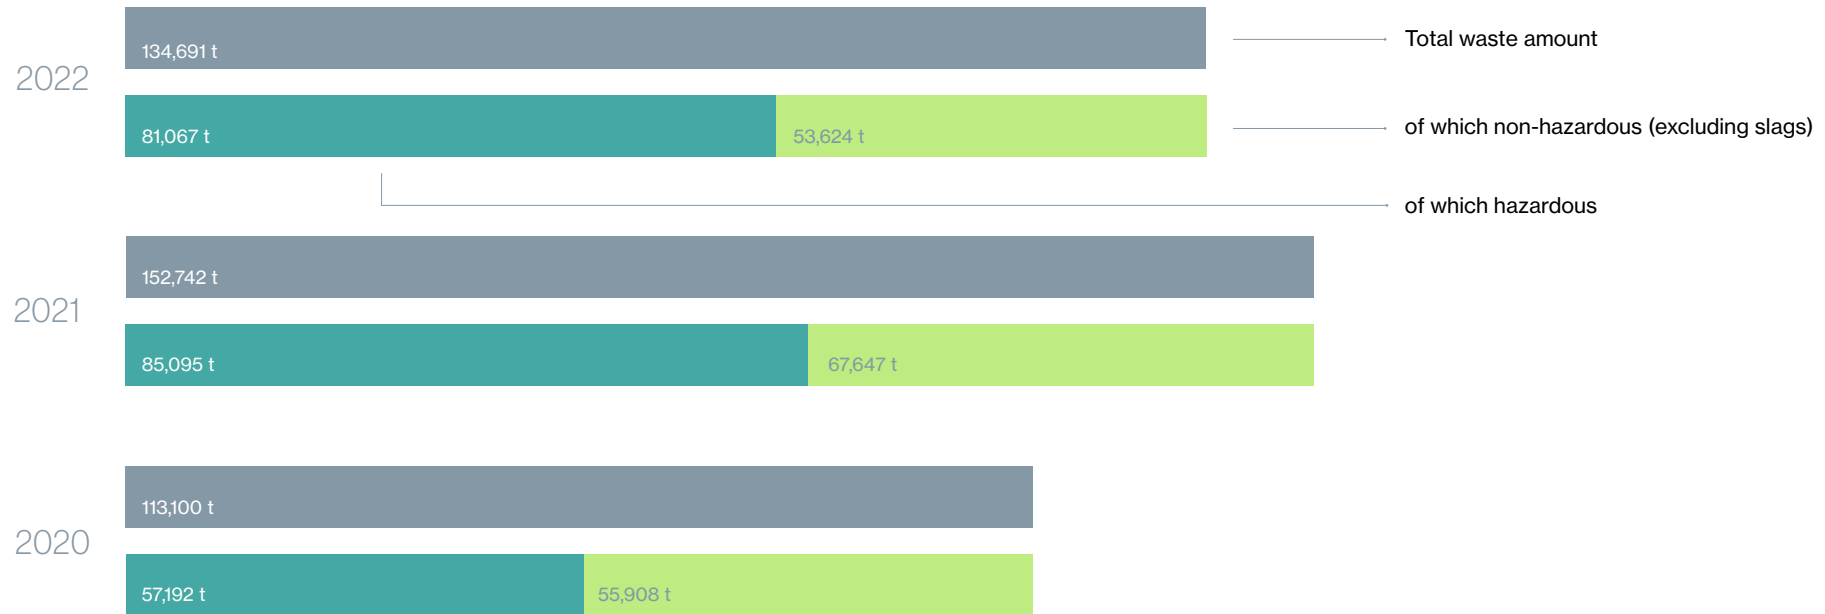 2022
134,691 t
Total waste amount
81,067 t
53,624 t
of which non-hazardous (excluding slags)
of which hazardous
2021
152,742 t
85,095 t
67,647 t
2020
113,100 t
57,192 t
55,908 t